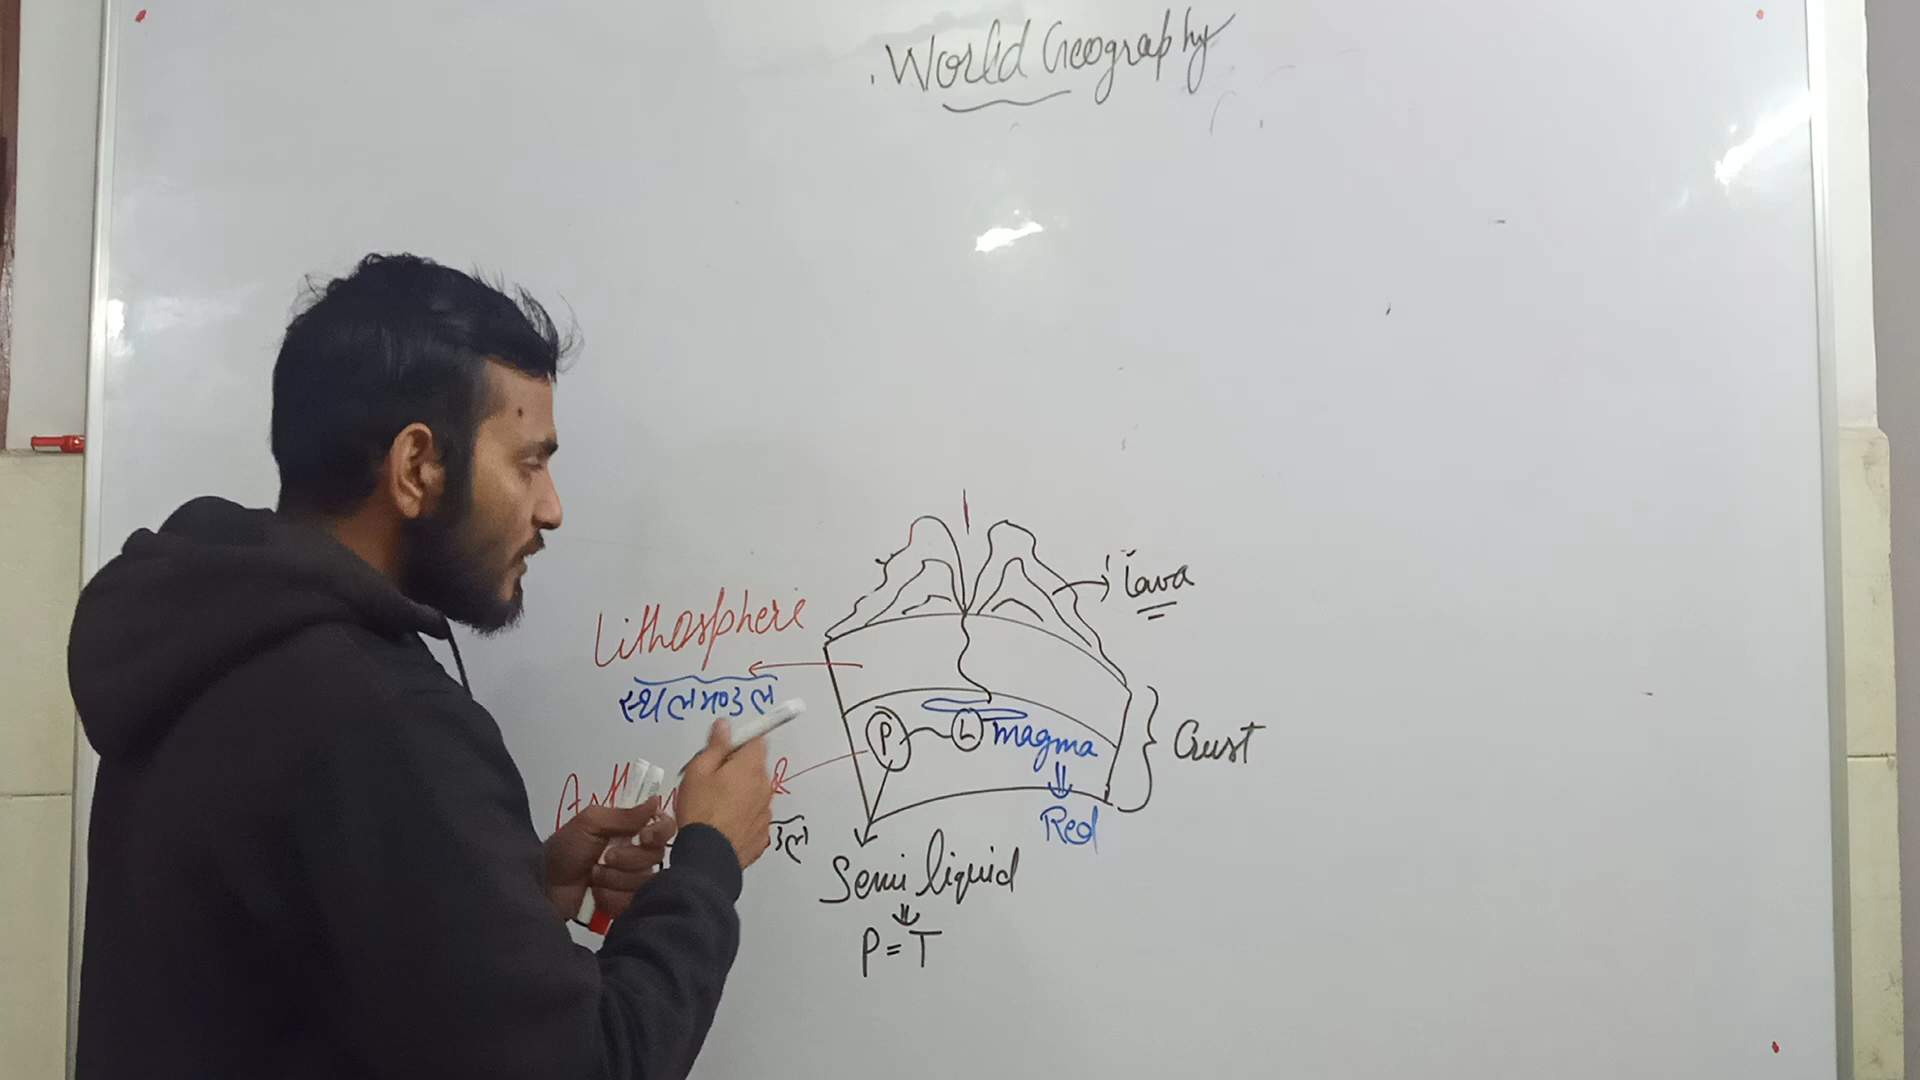 World Geography
Lava
Lithosphere
स्थलमण्डल
P
L
magma
Crust
Red
Semi liquid
P = T